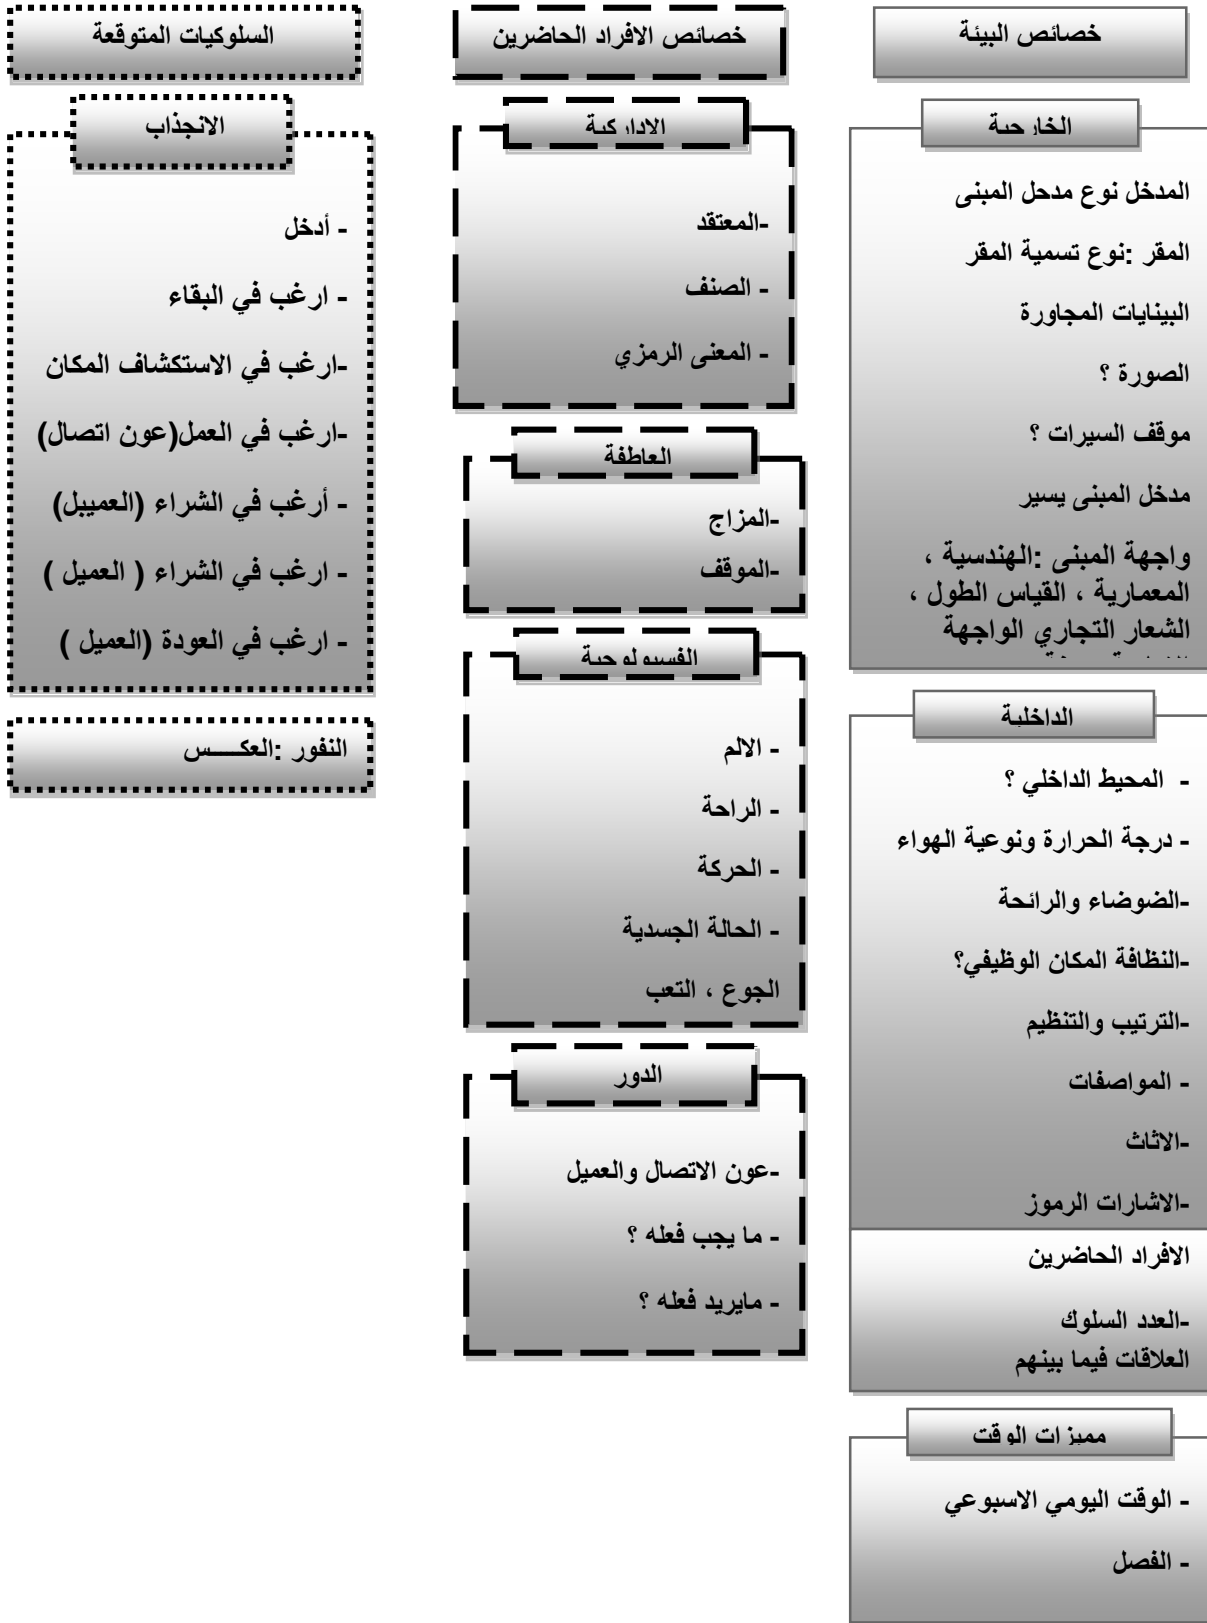 خصائص البيئة
الخارجية
المدخل نوع مدحل المبنى
المقر :نوع تسمية المقر
البينايات المجاورة
الصورة ؟
موقف السيرات ؟
مدخل المبنى يسير
واجهة المبنى :الهندسية ،
المعمارية ، القياس الطول ،
الشعار التجاري الواجهة
الداخلية
- المحيط الداخلي ؟
- درجة الحرارة ونوعية الهواء
-الضوضاء والرائحة
-النظافة المكان الوظيفي؟
-الترتيب والتنظيم
- المواصفات
-الاثاث
-الاشارات الرموز
الافراد الحاضرين
-العدد السلوك
العلاقات فيما بينهم
مميزات الوقت
- الوقت اليومي الاسبوعي
- الفصل
خصائص الافراد الحاضرين
الاداركية
-المعتقد
- الصنف
- المعنى الرمزي
العاطفة
-المزاج
-الموقف
الفسيولوجية
- الالم
- الراحة
- الحركة
- الحالة الجسدية
الجوع ، التعب
الدور
-عون الاتصال والعميل
- ما يجب فعله ؟
- مايريد فعله ؟
السلوكيات المتوقعة
الانجذاب
- أدخل
- ارغب في البقاء
-ارغب في الاستكشاف المكان
-ارغب في العمل(عون اتصال)
- أرغب في الشراء (العميبل)
- ارغب في الشراء ( العميل )
- ارغب في العودة (العميل )
النفور :العكـــــس